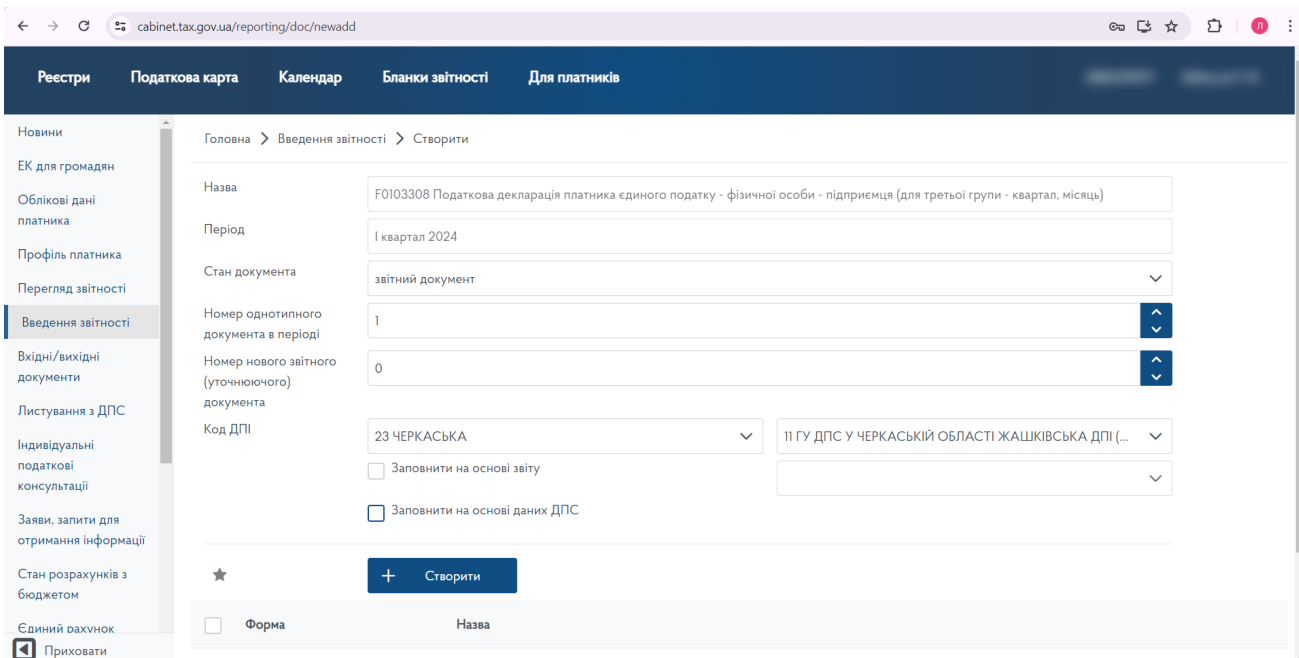 cabinet.tax.gov.ua/reporting/doc/newadd
Л
Реєстри Податкова карта Календар Бланки звітності Для платників
Новини
ЕК для громадян
Облікові дані
платника
Профіль платника
Перегляд звітності
Введення звітності
Вхідні/вихідні
документи
Листування з ДПС
Індивідуальні
податкові
консультації
Заяви, запити для
отримання інформації
Стан розрахунків з
бюджетом
Єдиний рахунок
Приховати
Головна > Введення звітності > Створити
Назва
F0103308 Податкова декларація платника єдиного податку - фізичної особи - підприємця (для третьої групи - квартал, місяць)
Період
І квартал 2024
Стан документа
звітний документ
Номер однотипного
документа в періоді
1
Номер нового звітного
(уточнюючого)
документа
0
Код ДПІ
23 ЧЕРКАСЬКА
11 ГУ ДПС У ЧЕРКАСЬКІЙ ОБЛАСТІ ЖАШКІВСЬКА ДПІ (...
Заповнити на основі звіту
Заповнити на основі даних ДПС
+ Створити
Форма Назва